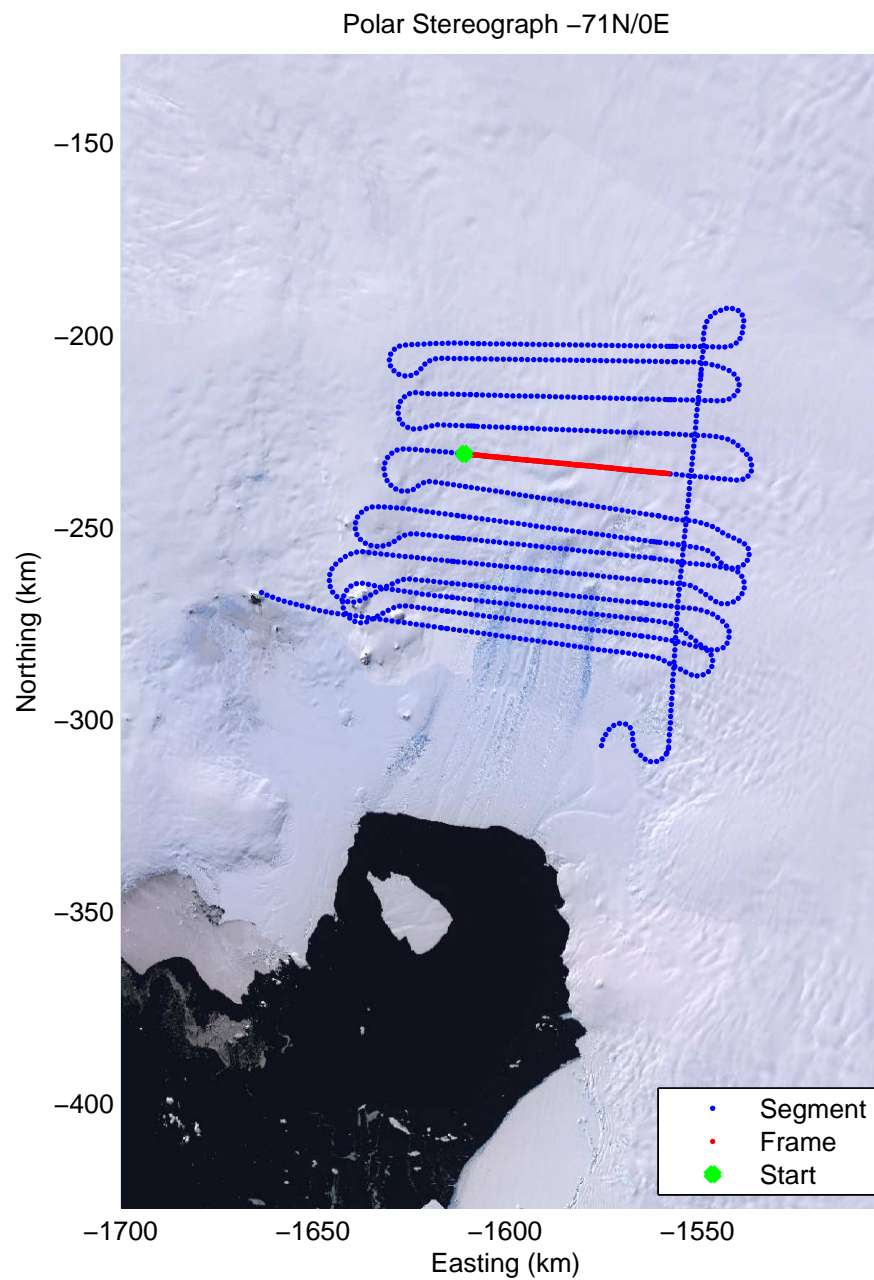 Polar Stereograph −71N/0E
−150
−200
−250
−300
−350
−400
Northing (km)
−1700
−1650
−1600
−1550
Easting (km)
Segment
Frame
Start